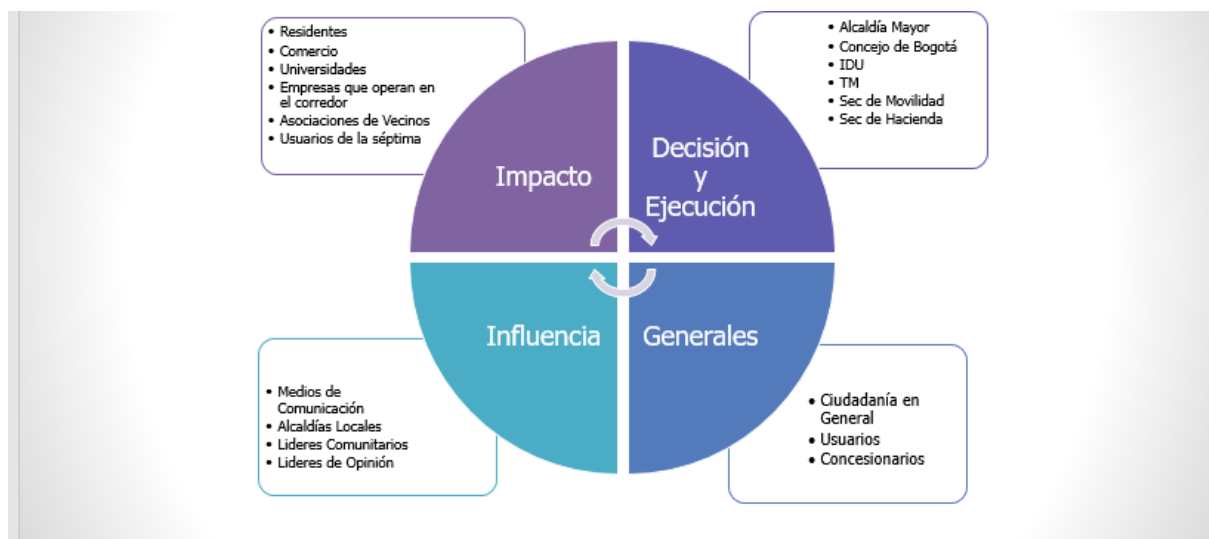 • Residentes
• Comercio
• Universidades
• Empresas que operan en
el corredor
• Asociaciones de Vecinos
• Usuarios de la séptima
• Alcaldía Mayor
• Concejo de Bogotá
• IDU
• TM
• Sec de Movilidad
• Sec de Hacienda
Impacto
Decisión
y
Ejecución
Influencia
Generales
• Medios de
Comunicación
• Alcaldías Locales
• Lideres Comunitarios
• Lideres de Opinión
• Ciudadanía en
General
• Usuarios
• Concesionarios